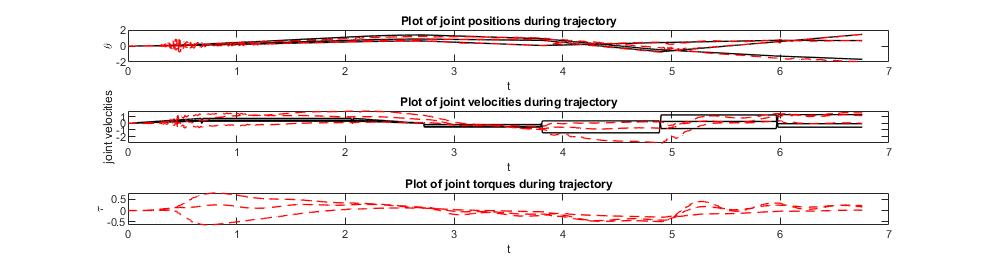 Plot of joint positions during trajectory
θ
2
0
-2
0 1 2 3 4 5 6 7
t
Plot of joint velocities during trajectory
joint velocities
1
0
-1
-2
0 1 2 3 4 5 6 7
t
Plot of joint torques during trajectory
τ
0.5
0
-0.5
0 1 2 3 4 5 6 7
t